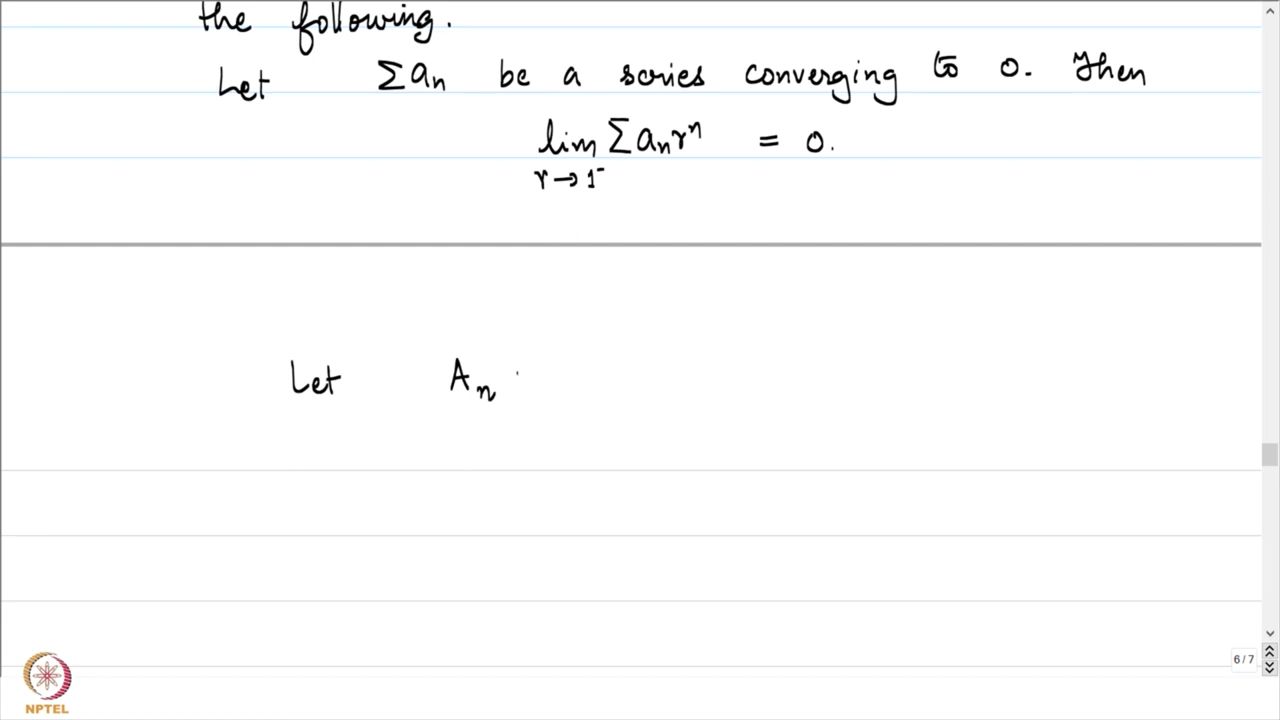 the following.
Let Σaₙ be a series converging to 0. Then
lim Σaₙrⁿ = 0.
r→1⁻
Let Aₙ
6/7
NPTEL